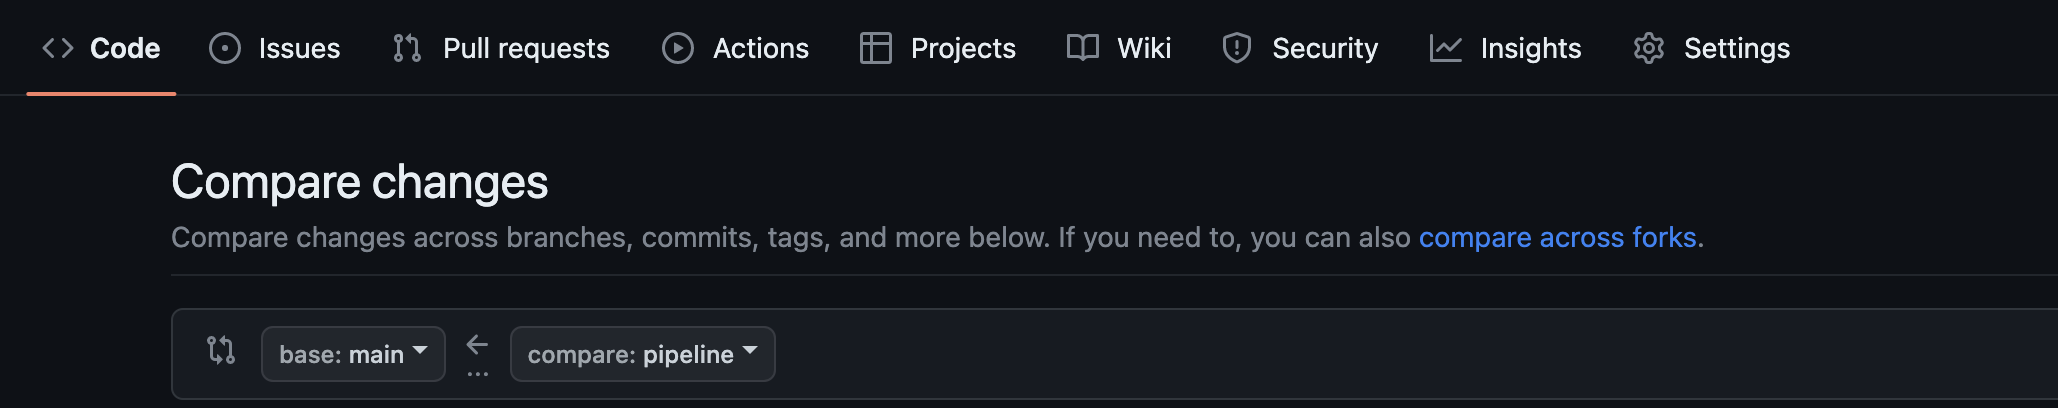 Code Issues Pull requests Actions Projects Wiki Security Insights Settings
Compare changes
Compare changes across branches, commits, tags, and more below. If you need to, you can also compare across forks.
base: main ← ... compare: pipeline